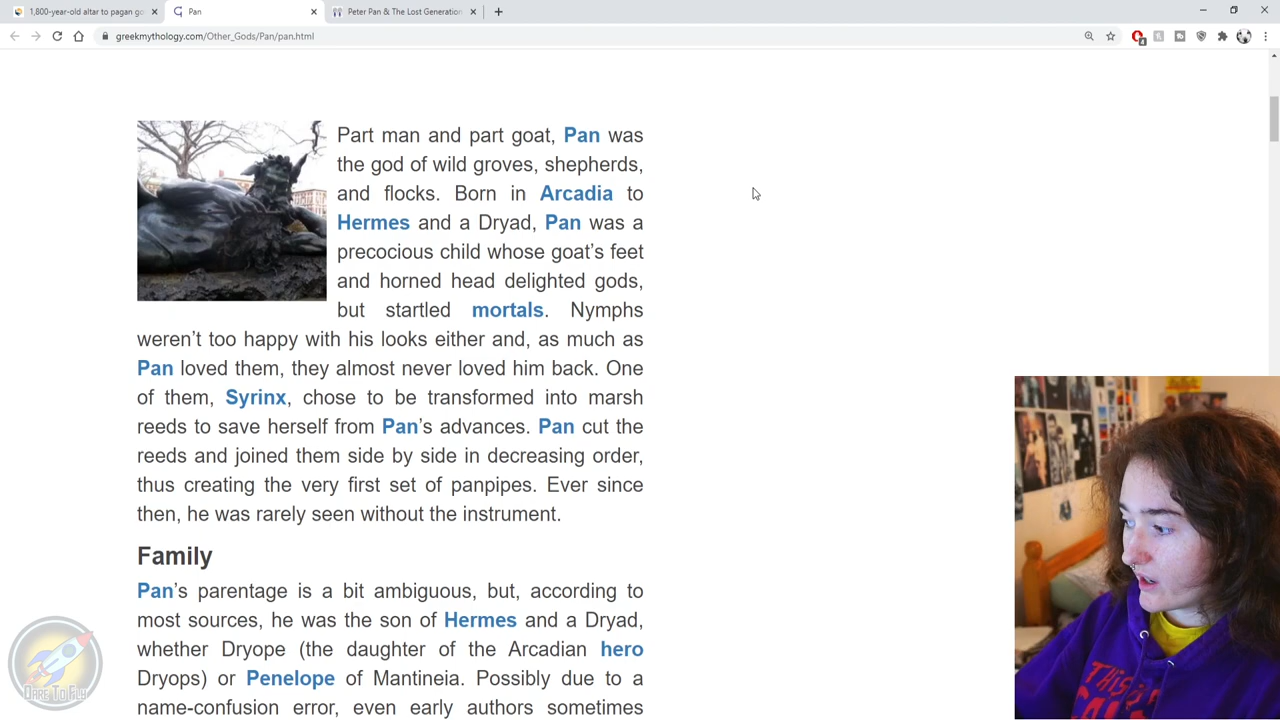 1,800-year-old altar to pagan go
Pan
Peter Pan & The Lost Generation
greekmythology.com/Other_Gods/Pan/pan.html
Part man and part goat, Pan was
the god of wild groves, shepherds,
and flocks. Born in Arcadia to
Hermes and a Dryad, Pan was a
precocious child whose goat's feet
and horned head delighted gods,
but startled mortals. Nymphs
weren't too happy with his looks either and, as much as
Pan loved them, they almost never loved him back. One
of them, Syrinx, chose to be transformed into marsh
reeds to save herself from Pan's advances. Pan cut the
reeds and joined them side by side in decreasing order,
thus creating the very first set of panpipes. Ever since
then, he was rarely seen without the instrument.
Family
Pan's parentage is a bit ambiguous, but, according to
most sources, he was the son of Hermes and a Dryad,
whether Dryope (the daughter of the Arcadian hero
Dryops) or Penelope of Mantineia. Possibly due to a
name-confusion error, even early authors sometimes
DARE TO FLY
THIS IS